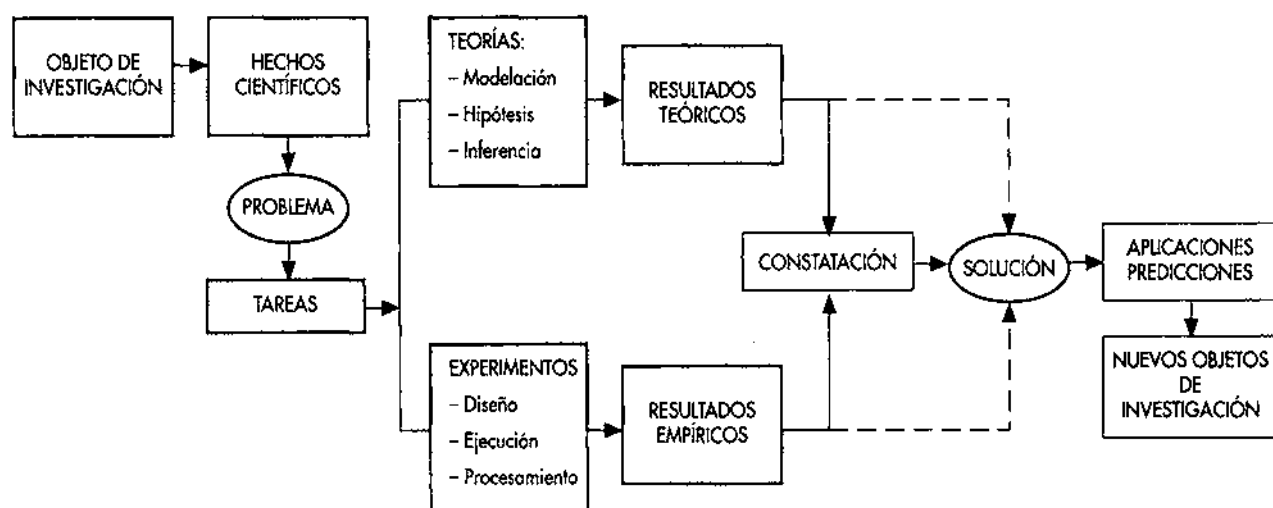 OBJETO DE
INVESTIGACIÓN
HECHOS
CIENTÍFICOS
PROBLEMA
TAREAS
TEORÍAS:
– Modelación
– Hipótesis
– Inferencia
RESULTADOS
TEÓRICOS
EXPERIMENTOS
– Diseño
– Ejecución
– Procesamiento
RESULTADOS
EMPÍRICOS
CONSTATACIÓN
SOLUCIÓN
APLICACIONES
PREDICCIONES
NUEVOS OBJETOS
DE
INVESTIGACIÓN